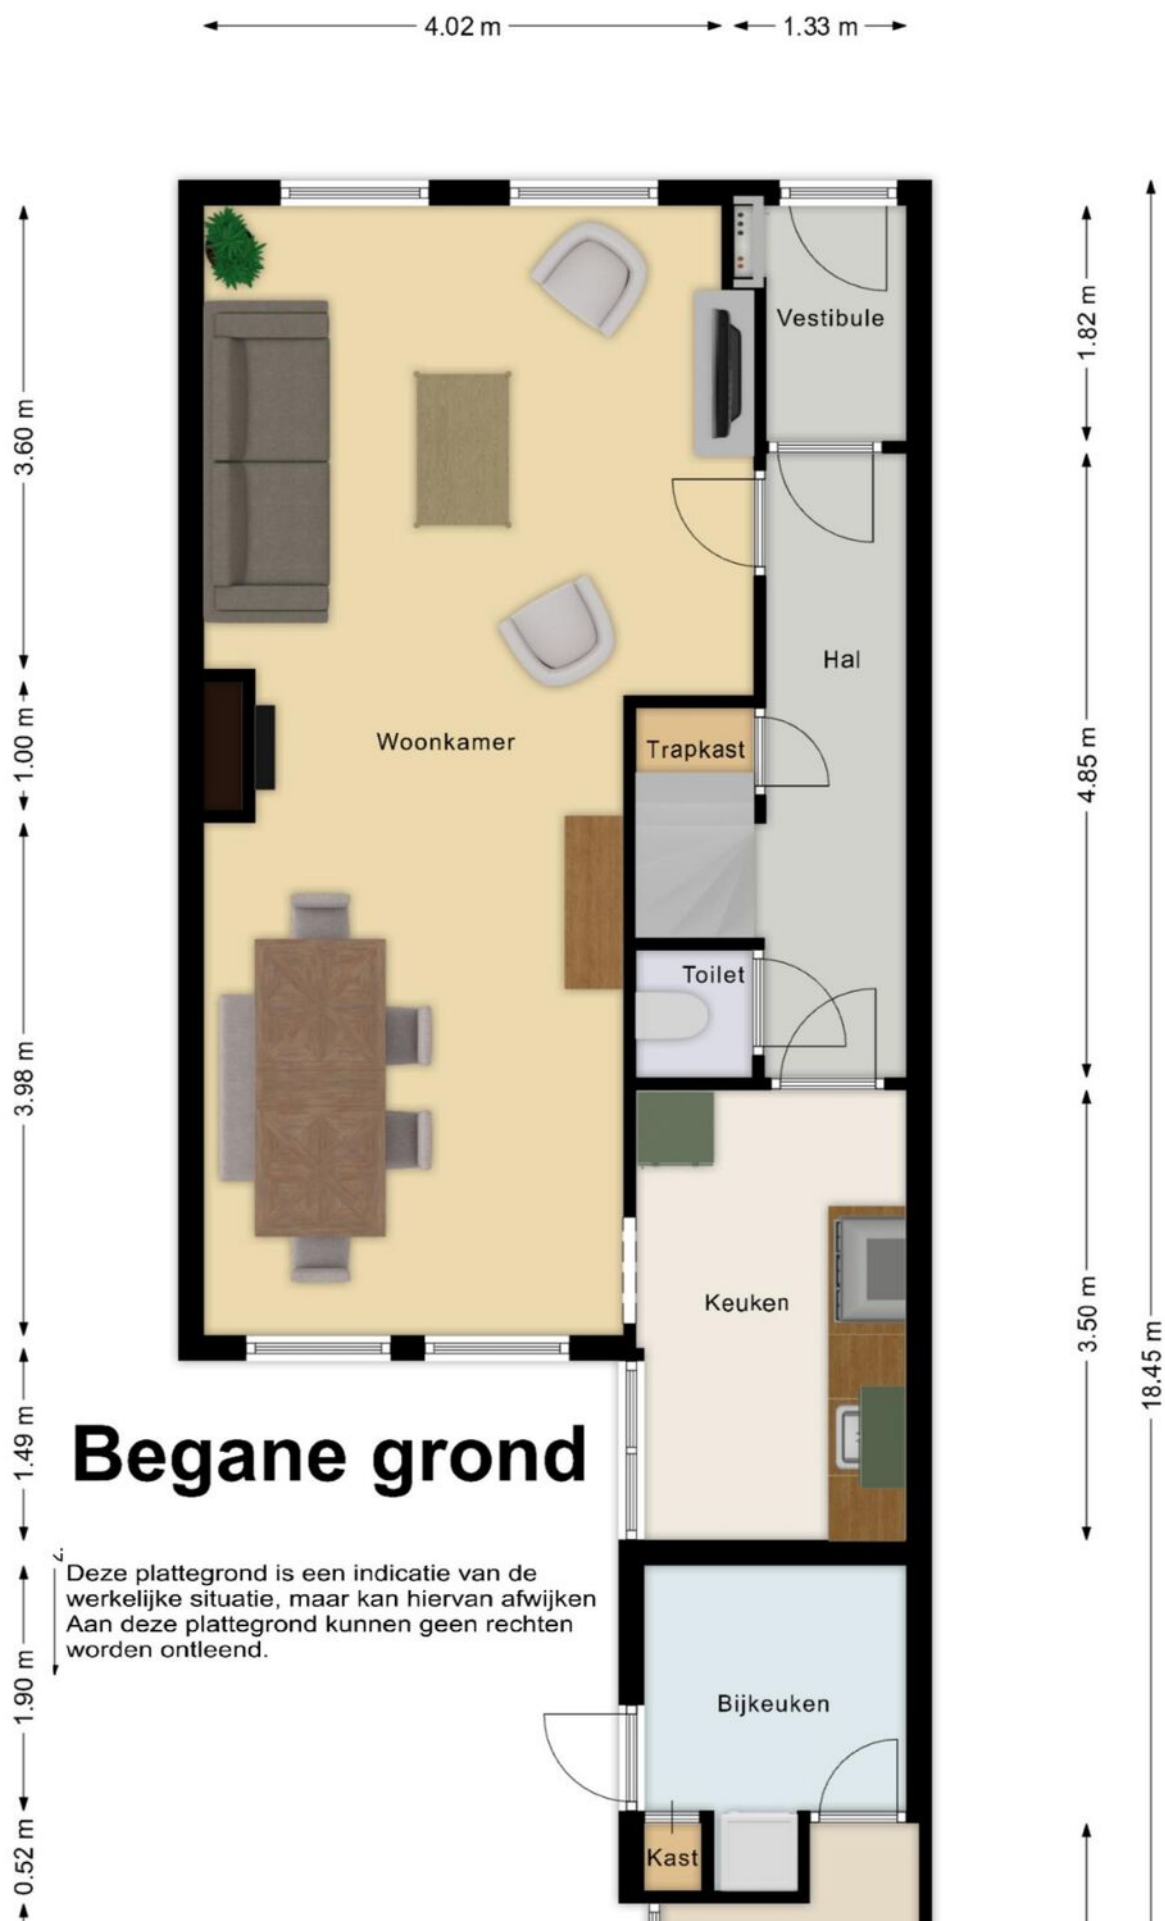 4.02 m
1.33 m
Vestibule
1.82 m
3.60 m
Hal
Woonkamer
Trapkast
1.00 m
4.85 m
Toilet
3.98 m
Keuken
3.50 m
18.45 m
1.49 m
Begane grond
Deze plattegrond is een indicatie van de
werkelijke situatie, maar kan hiervan afwijken
Aan deze plattegrond kunnen geen rechten
worden ontleend.
1.90 m
Bijkeuken
0.52 m
Kast